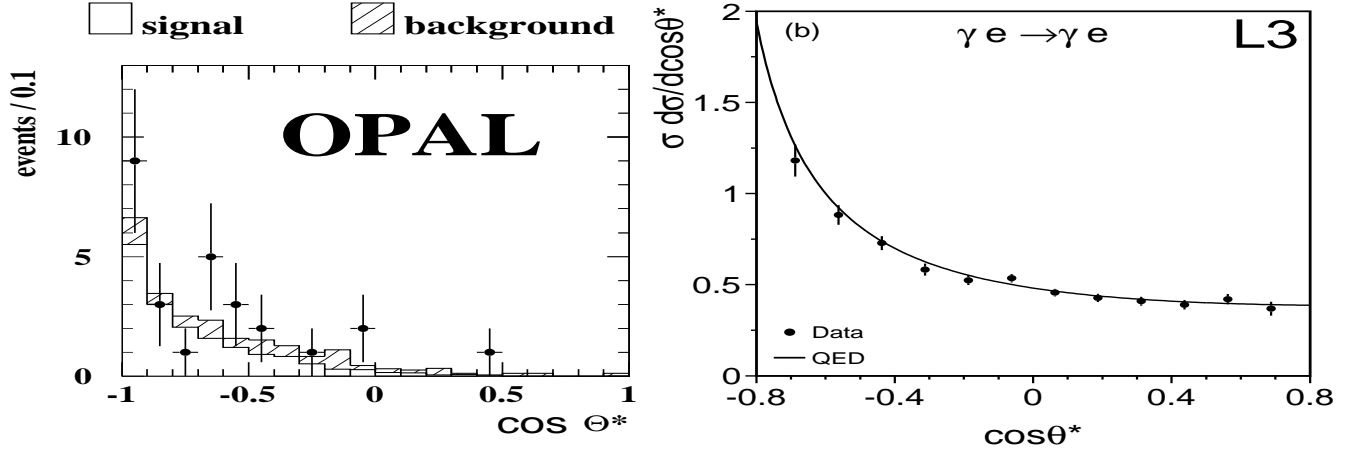 signal
background
events / 0.1
OPAL
10
5
0
-1
-0.5
0
0.5
1
cos Θ*
σ dσ/dcosθ*
(b)
γ e →γ e
L3
2
1.5
1
0.5
0
Data
QED
-0.8
-0.4
0
0.4
0.8
cosθ*